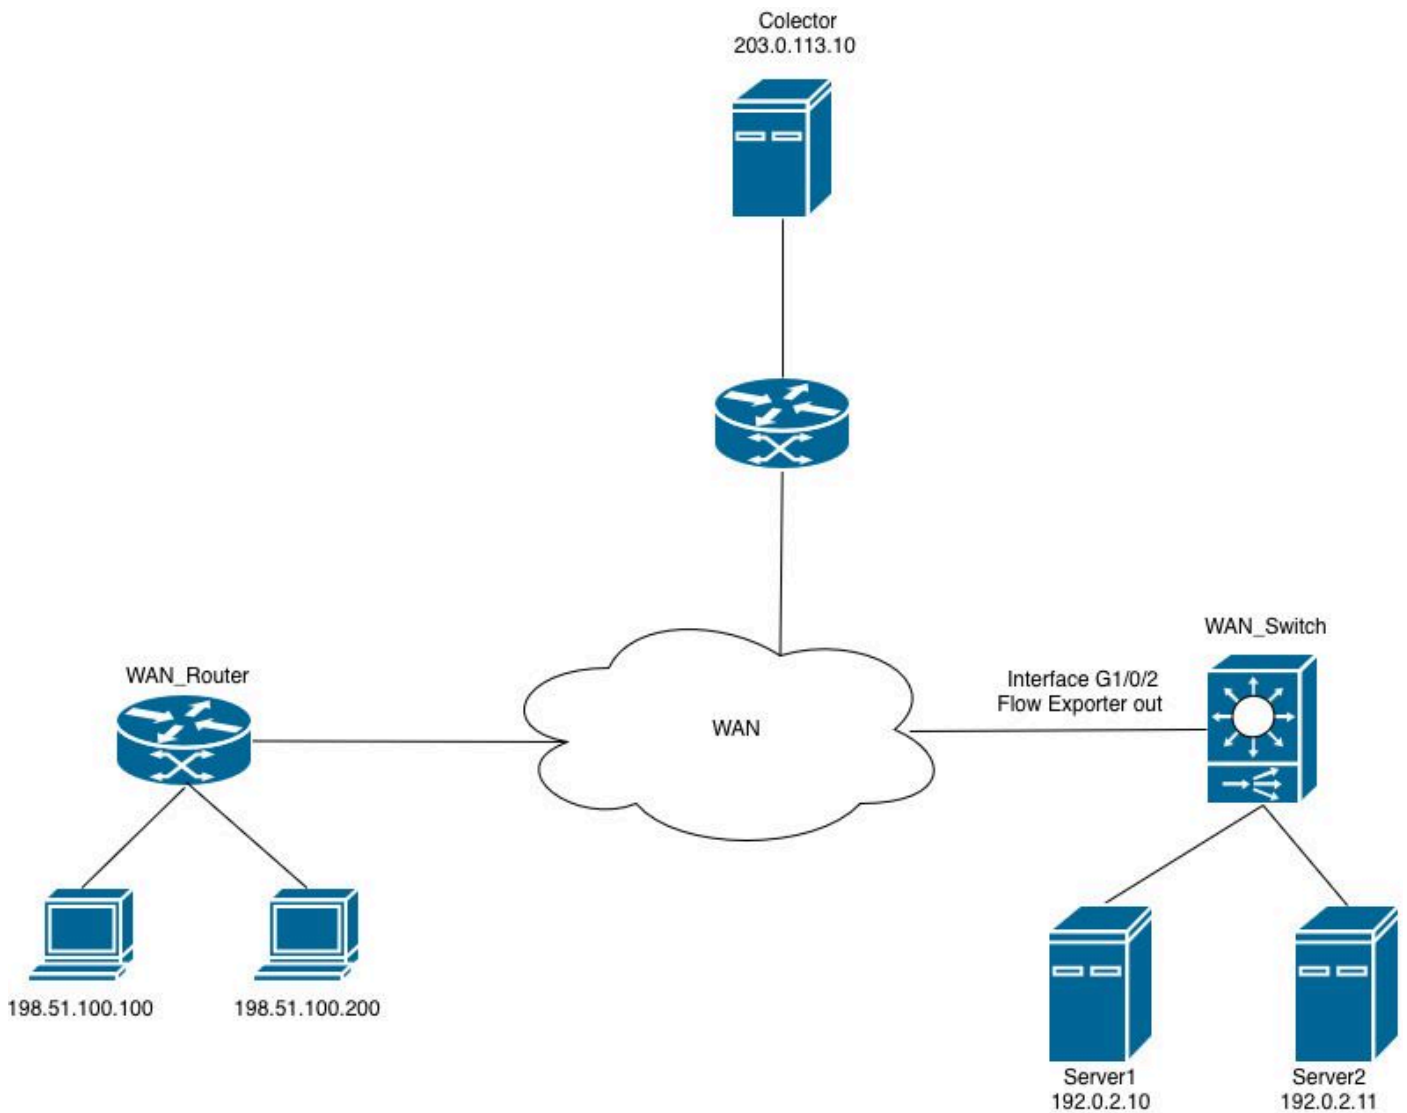 Colector
203.0.113.10
WAN_Switch
Interface G1/0/2
Flow Exporter out
WAN_Router
WAN
198.51.100.100
198.51.100.200
Server1
192.0.2.10
Server2
192.0.2.11